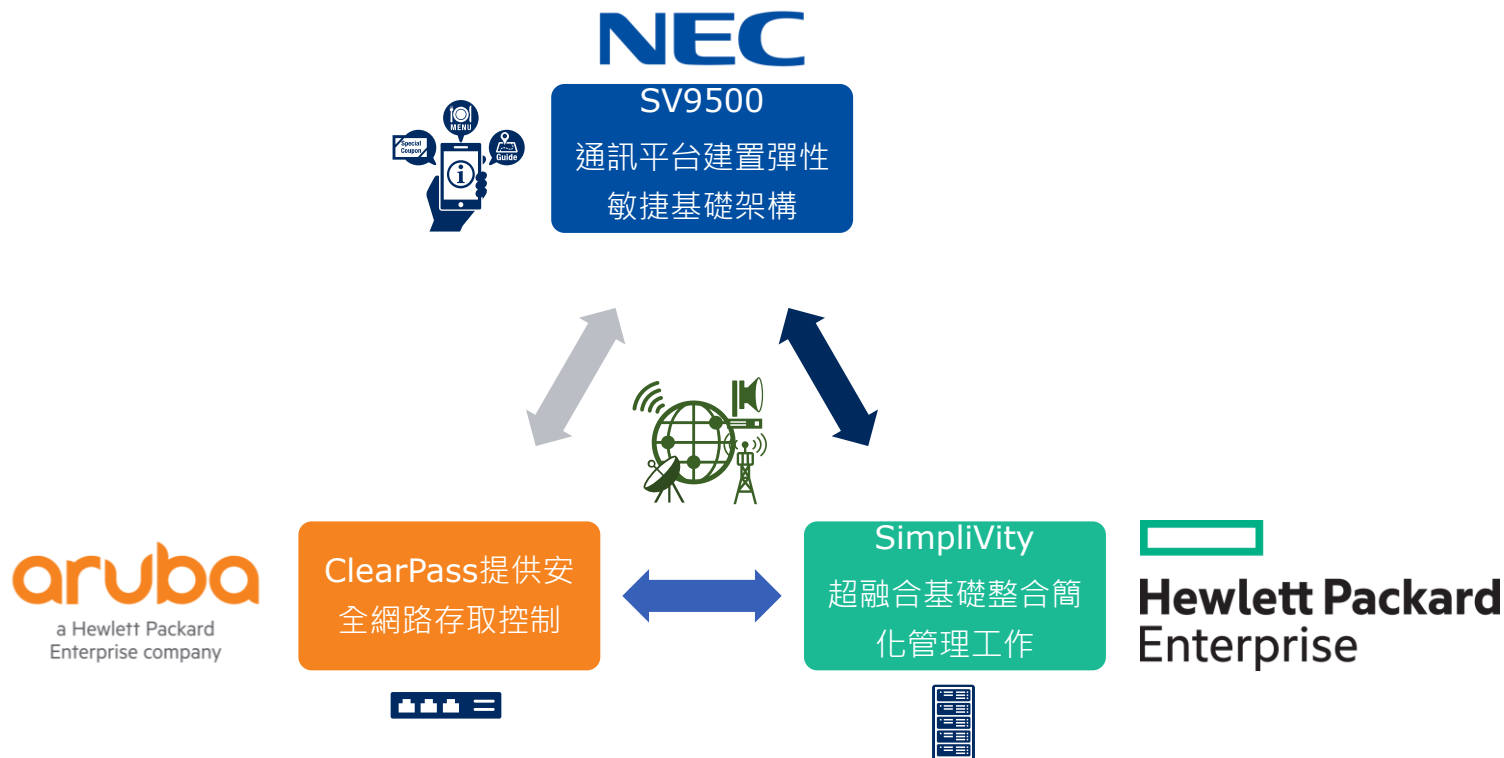 NEC
SV9500
通訊平台建置彈性
敏捷基礎架構
MENU
Special
Coupon
Guide
i
aruba
a Hewlett Packard
Enterprise company
ClearPass提供安
全網路存取控制
SimpliVity
超融合基礎整合簡
化管理工作
Hewlett Packard
Enterprise